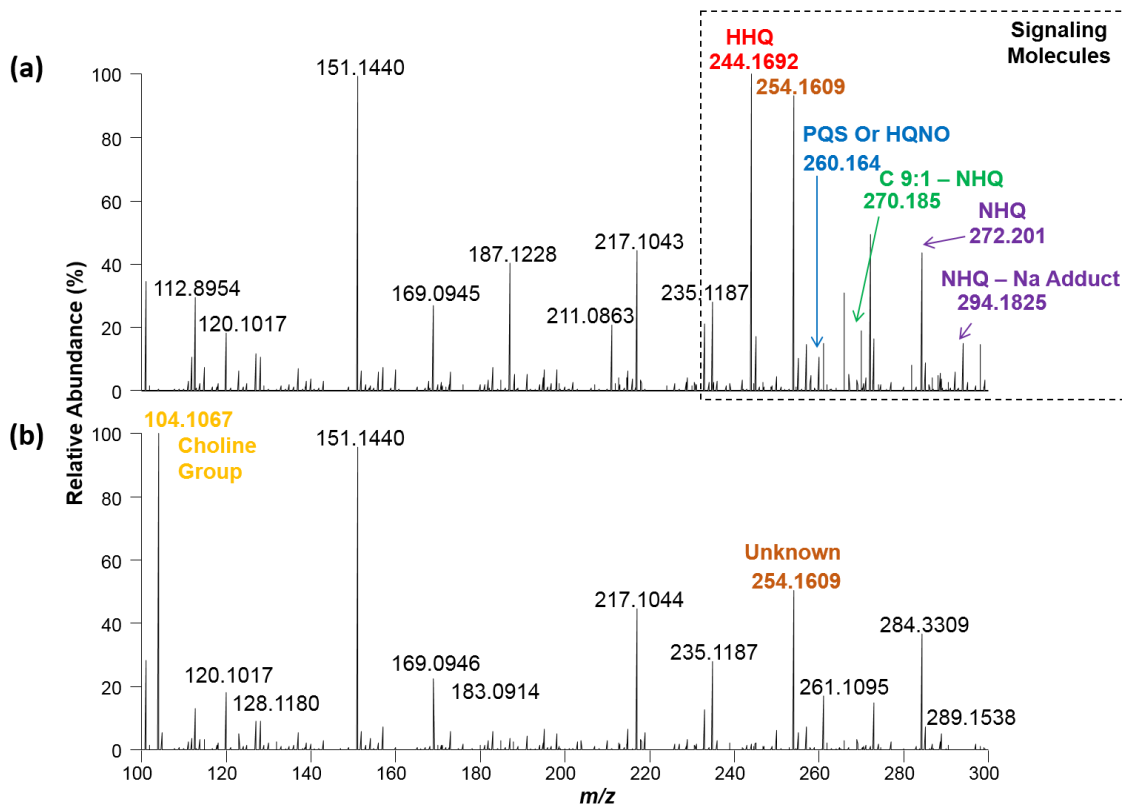 Signaling
Molecules
(a)
HHQ
244.1692
151.1440
254.1609
PQS Or HQNO
260.164
C 9:1 – NHQ
270.185
NHQ
272.201
NHQ – Na Adduct
294.1825
217.1043
187.1228
235.1187
169.0945
211.0863
112.8954
120.1017
100
80
60
40
20
0
Relative Abundance (%)
(b)
104.1067
Choline
Group
151.1440
Unknown
254.1609
217.1044
284.3309
235.1187
169.0946
183.0914
120.1017
128.1180
261.1095
289.1538
100
80
60
40
20
0
100 120 140 160 180 200 220 240 260 280 300
m/z